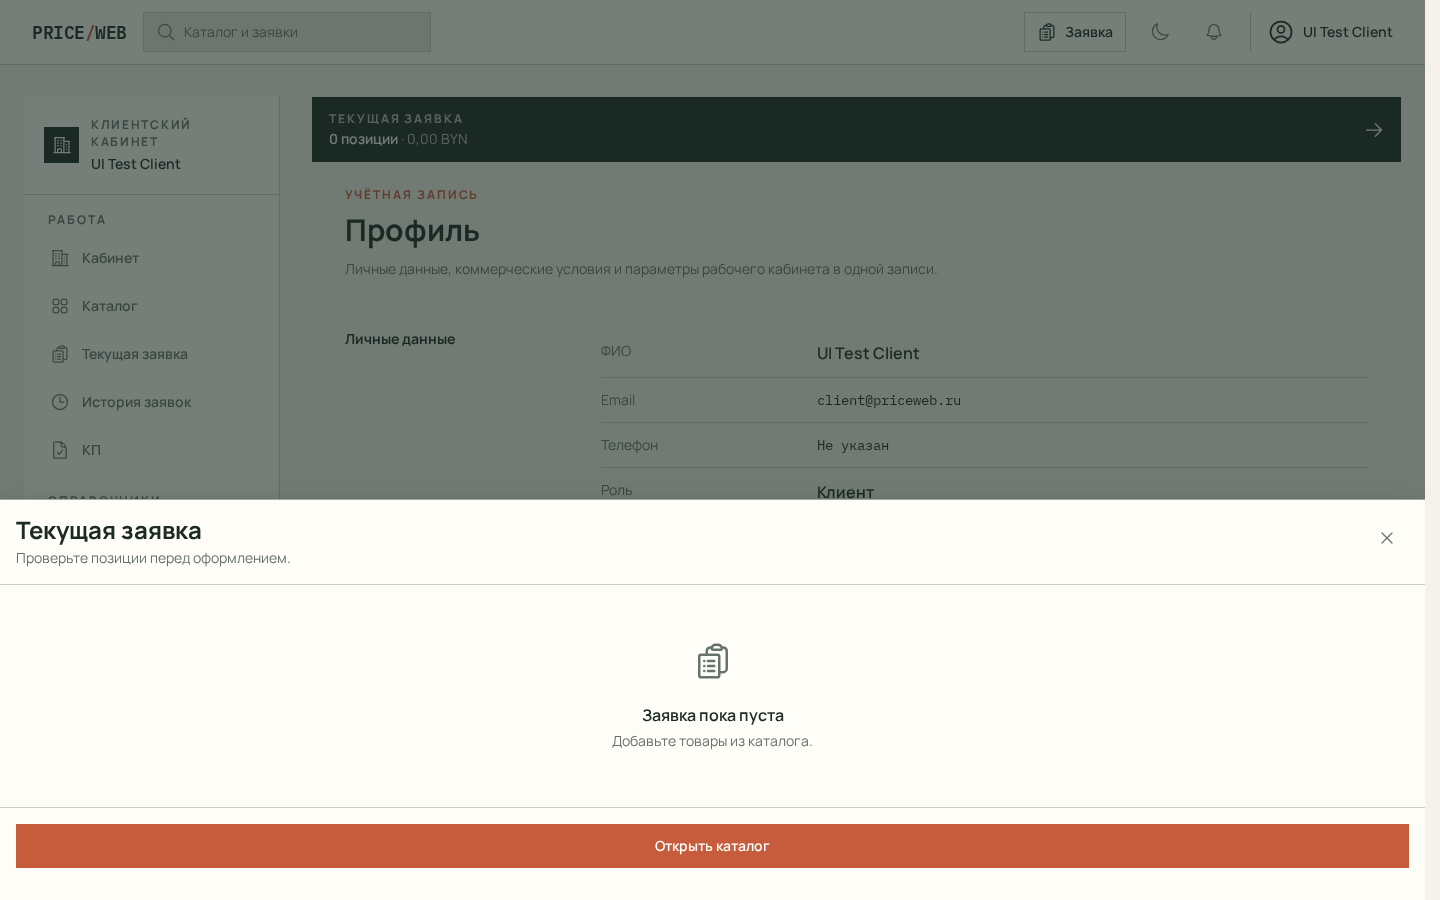 PRICE/WEB
Каталог и заявки
Заявка
UI Test Client
КЛИЕНТСКИЙ
КАБИНЕТ
UI Test Client
РАБОТА
Кабинет
Каталог
Текущая заявка
История заявок
КП
СПРАВОЧНИКИ
ТЕКУЩАЯ ЗАЯВКА
0 позиции · 0,00 BYN
УЧЁТНАЯ ЗАПИСЬ
Профиль
Личные данные, коммерческие условия и параметры рабочего кабинета в одной записи.
Личные данные
ФИО UI Test Client
Email client@priceweb.ru
Телефон Не указан
Роль Клиент
Текущая заявка
Проверьте позиции перед оформлением.
Заявка пока пуста
Добавьте товары из каталога.
Открыть каталог